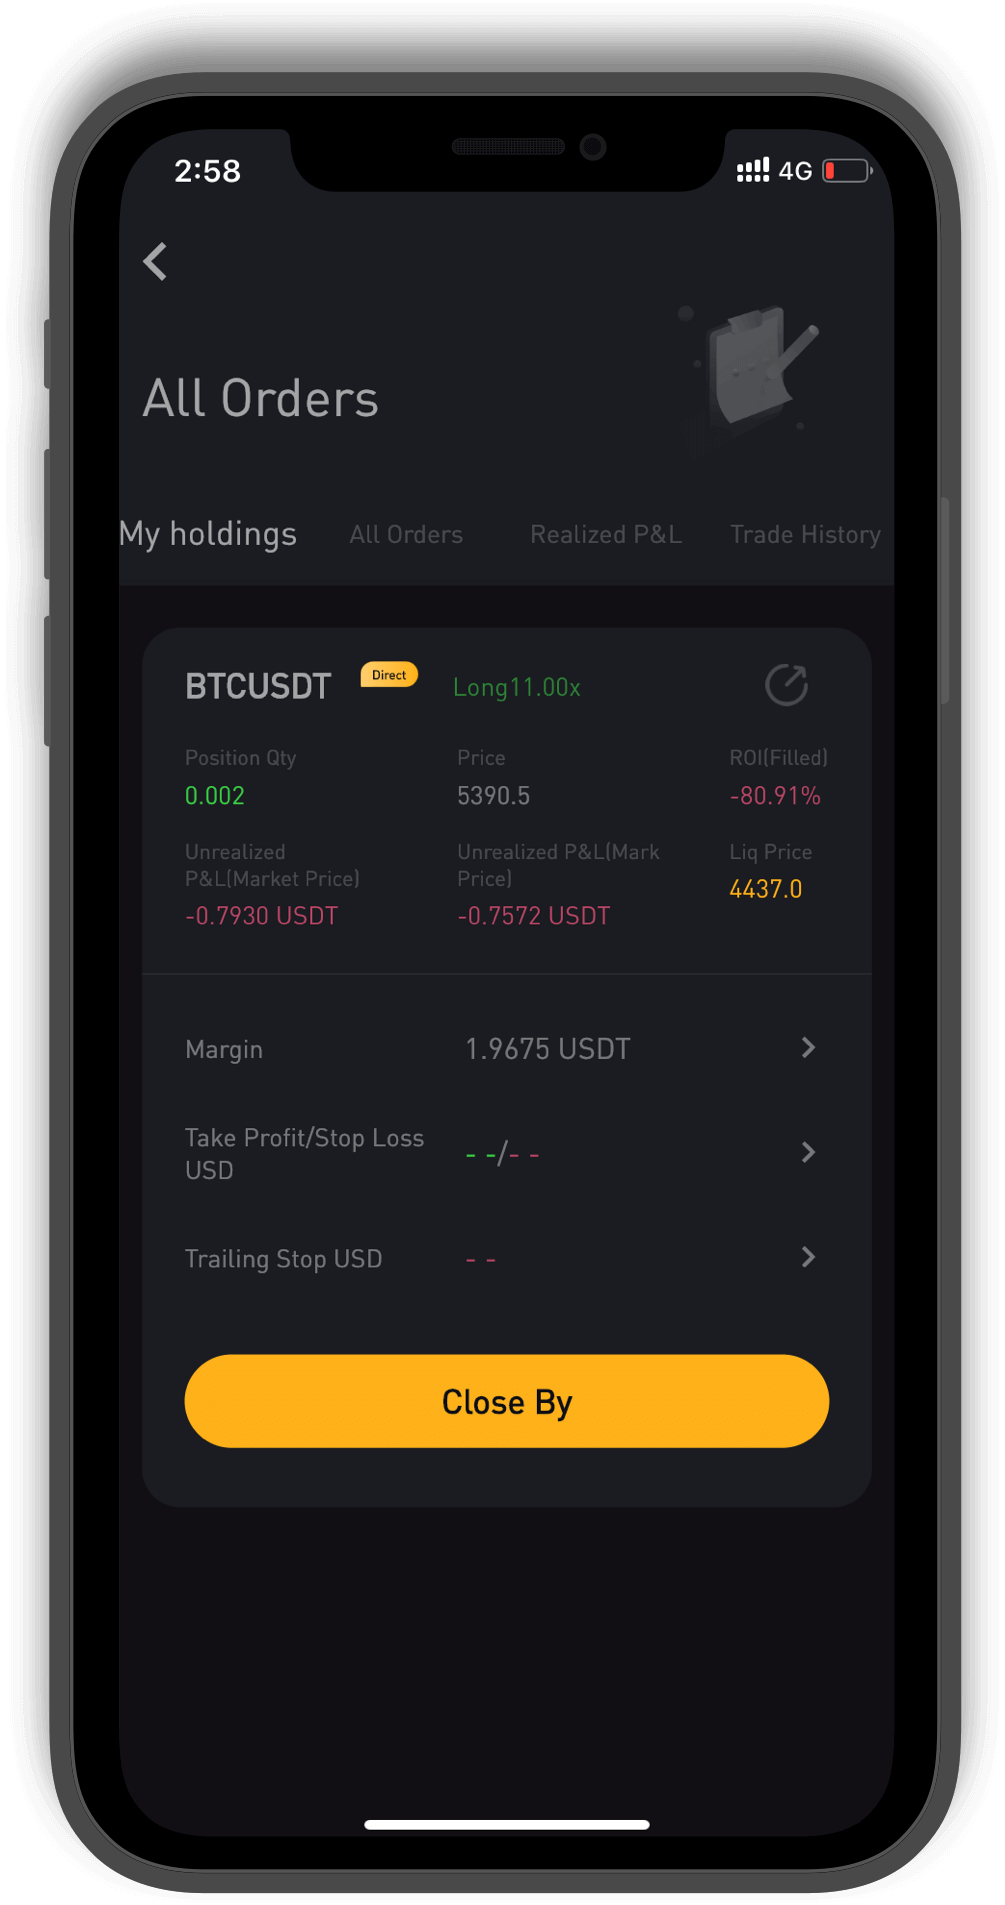 2:58
4G
All Orders
My holdings All Orders Realized P&L Trade History
BTCUSDT Direct Long11.00x
Position Qty Price ROI(Filled)
0.002 5390.5 -80.91%
Unrealized Unrealized P&L(Mark Liq Price
P&L(Market Price) Price) 4437.0
-0.7930 USDT -0.7572 USDT
Margin 1.9675 USDT
Take Profit/Stop Loss
USD - -/- -
Trailing Stop USD - -
Close By